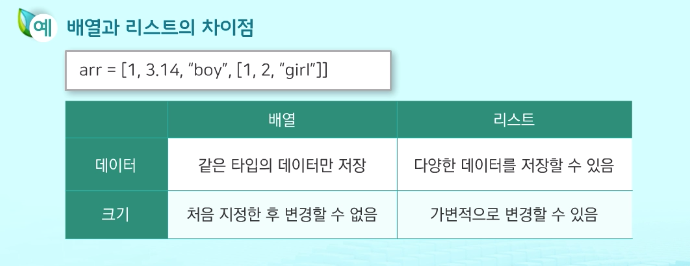 예 배열과 리스트의 차이점
arr = [1, 3.14, “boy”, [1, 2, “girl”]]
배열 리스트
데이터 같은 타입의 데이터만 저장 다양한 데이터를 저장할 수 있음
크기 처음 지정한 후 변경할 수 없음 가변적으로 변경할 수 있음